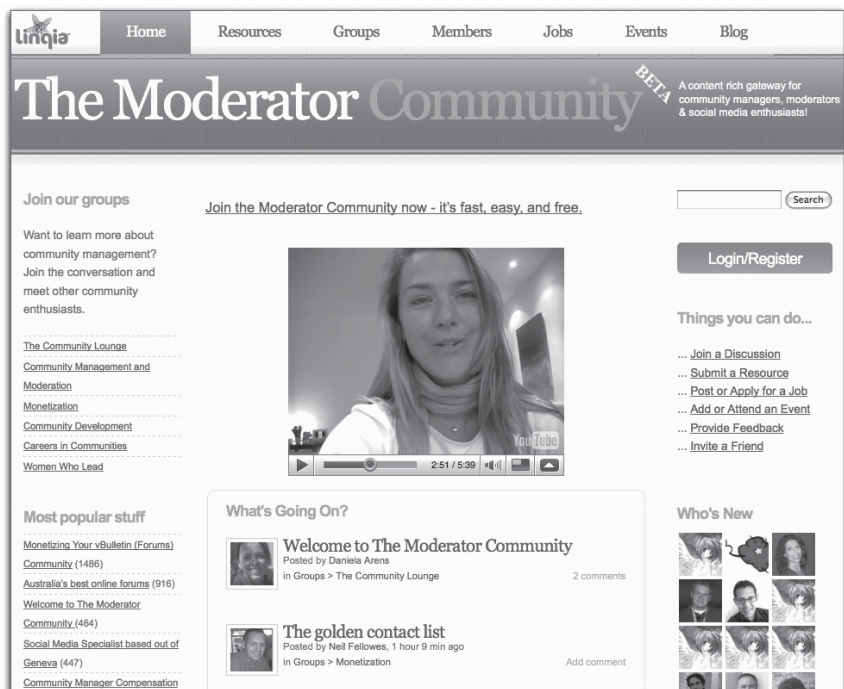 linqia
Home Resources Groups Members Jobs Events Blog
The Moderator Community
BETA
A content rich gateway for
community managers, moderators
& social media enthusiasts!
Join our groups
Want to learn more about
community management?
Join the conversation and
meet other community
enthusiasts.
The Community Lounge
Community Management and
Moderation
Monetization
Community Development
Careers in Communities
Women Who Lead
Most popular stuff
Monetizing Your vBulletin (Forums)
Community (1486)
Australia's best online forums (916)
Welcome to The Moderator
Community (464)
Social Media Specialist based out of
Geneva (447)
Community Manager Compensation
Join the Moderator Community now - it's fast, easy, and free.
YouTube
2:51 / 5:39
What's Going On?
Welcome to The Moderator Community
Posted by Daniela Arens
in Groups > The Community Lounge
2 comments
The golden contact list
Posted by Neil Fellowes, 1 hour 9 min ago
in Groups > Monetization
Add comment
Search
Login/Register
Things you can do...
... Join a Discussion
... Submit a Resource
... Post or Apply for a Job
... Add or Attend an Event
... Provide Feedback
... Invite a Friend
Who's New